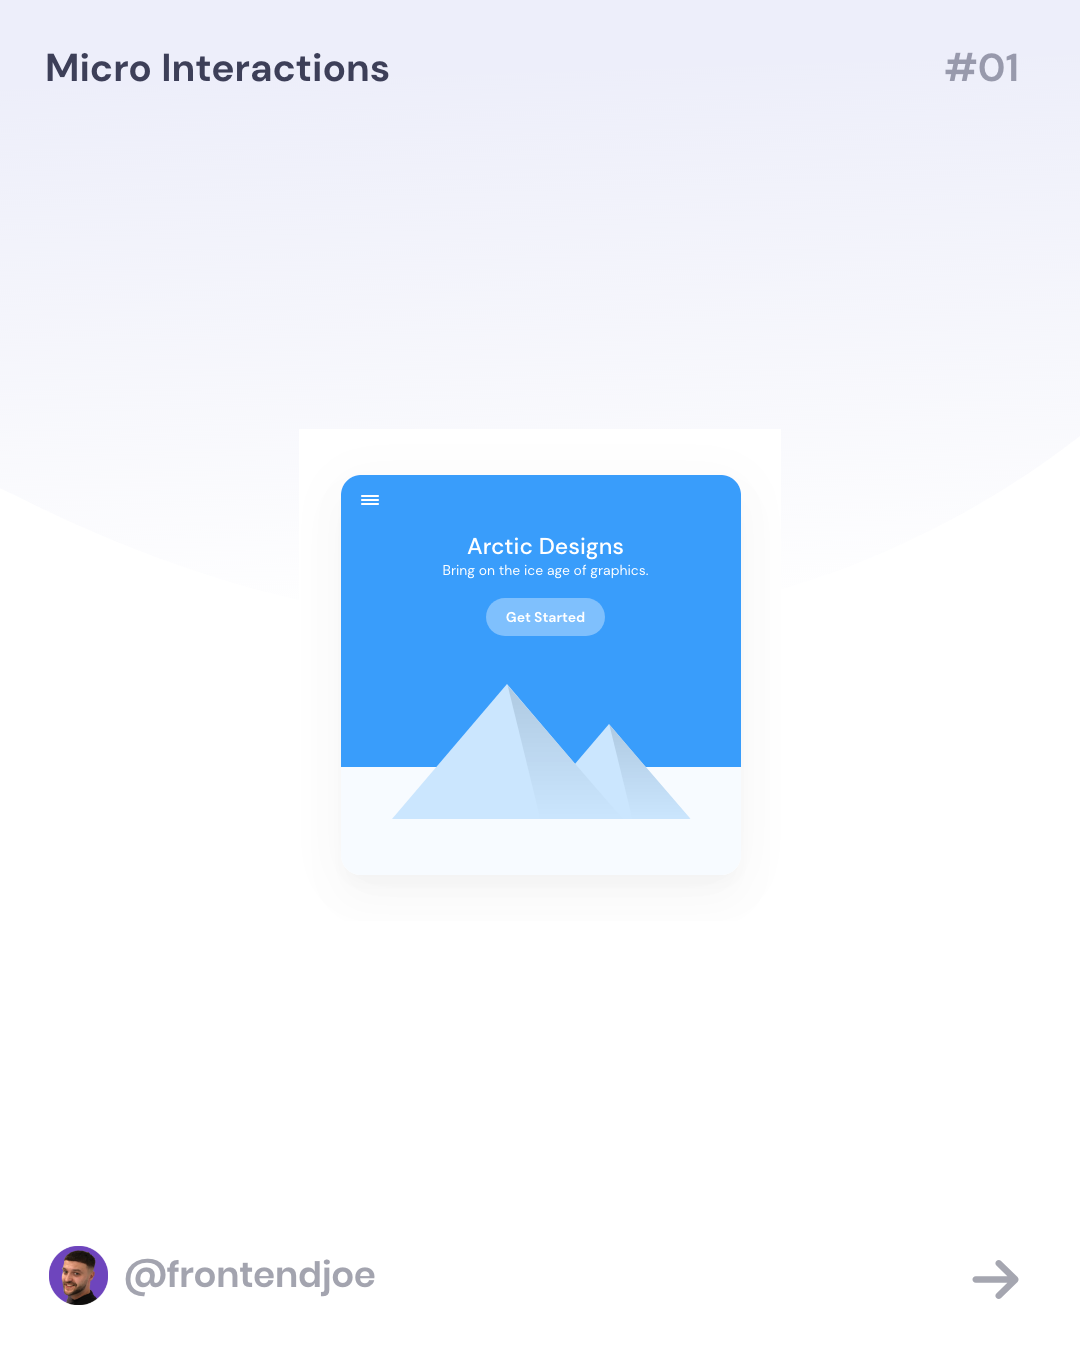 Micro Interactions
#01
Arctic Designs
Bring on the ice age of graphics.
Get Started
@frontendjoe